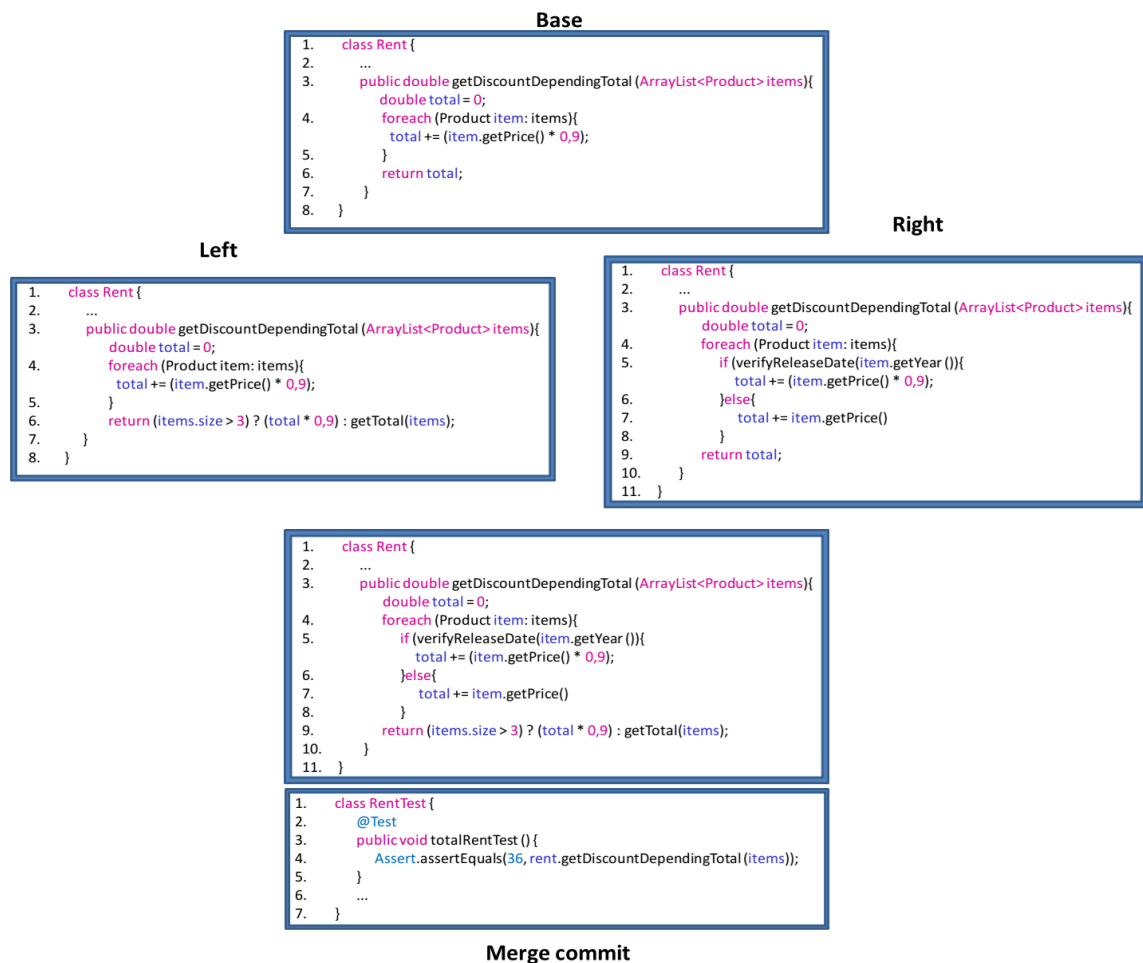 Base
1. class Rent {
2. ...
3. public double getDiscountDependingTotal (ArrayList<Product> items){
double total = 0;
4. foreach (Product item: items){
total += (item.getPrice() * 0,9);
5. }
6. return total;
7. }
8. }
Left
1. class Rent {
2. ...
3. public double getDiscountDependingTotal (ArrayList<Product> items){
double total = 0;
4. foreach (Product item: items){
total += (item.getPrice() * 0,9);
5. }
6. return (items.size > 3) ? (total * 0,9) : getTotal(items);
7. }
8. }
Right
1. class Rent {
2. ...
3. public double getDiscountDependingTotal (ArrayList<Product> items){
double total = 0;
4. foreach (Product item: items){
5. if (verifyReleaseDate(item.getYear ()){
total += (item.getPrice() * 0,9);
6. }else{
7. total += item.getPrice()
8. }
9. return total;
10. }
11. }
1. class Rent {
2. ...
3. public double getDiscountDependingTotal (ArrayList<Product> items){
double total = 0;
4. foreach (Product item: items){
5. if (verifyReleaseDate(item.getYear ()){
total += (item.getPrice() * 0,9);
6. }else{
7. total += item.getPrice()
8. }
9. return (items.size > 3) ? (total * 0,9) : getTotal(items);
10. }
11. }
1. class RentTest {
2. @Test
3. public void totalRentTest () {
4. Assert.assertEquals(36, rent.getDiscountDependingTotal (items));
5. }
6. ...
7. }
Merge commit